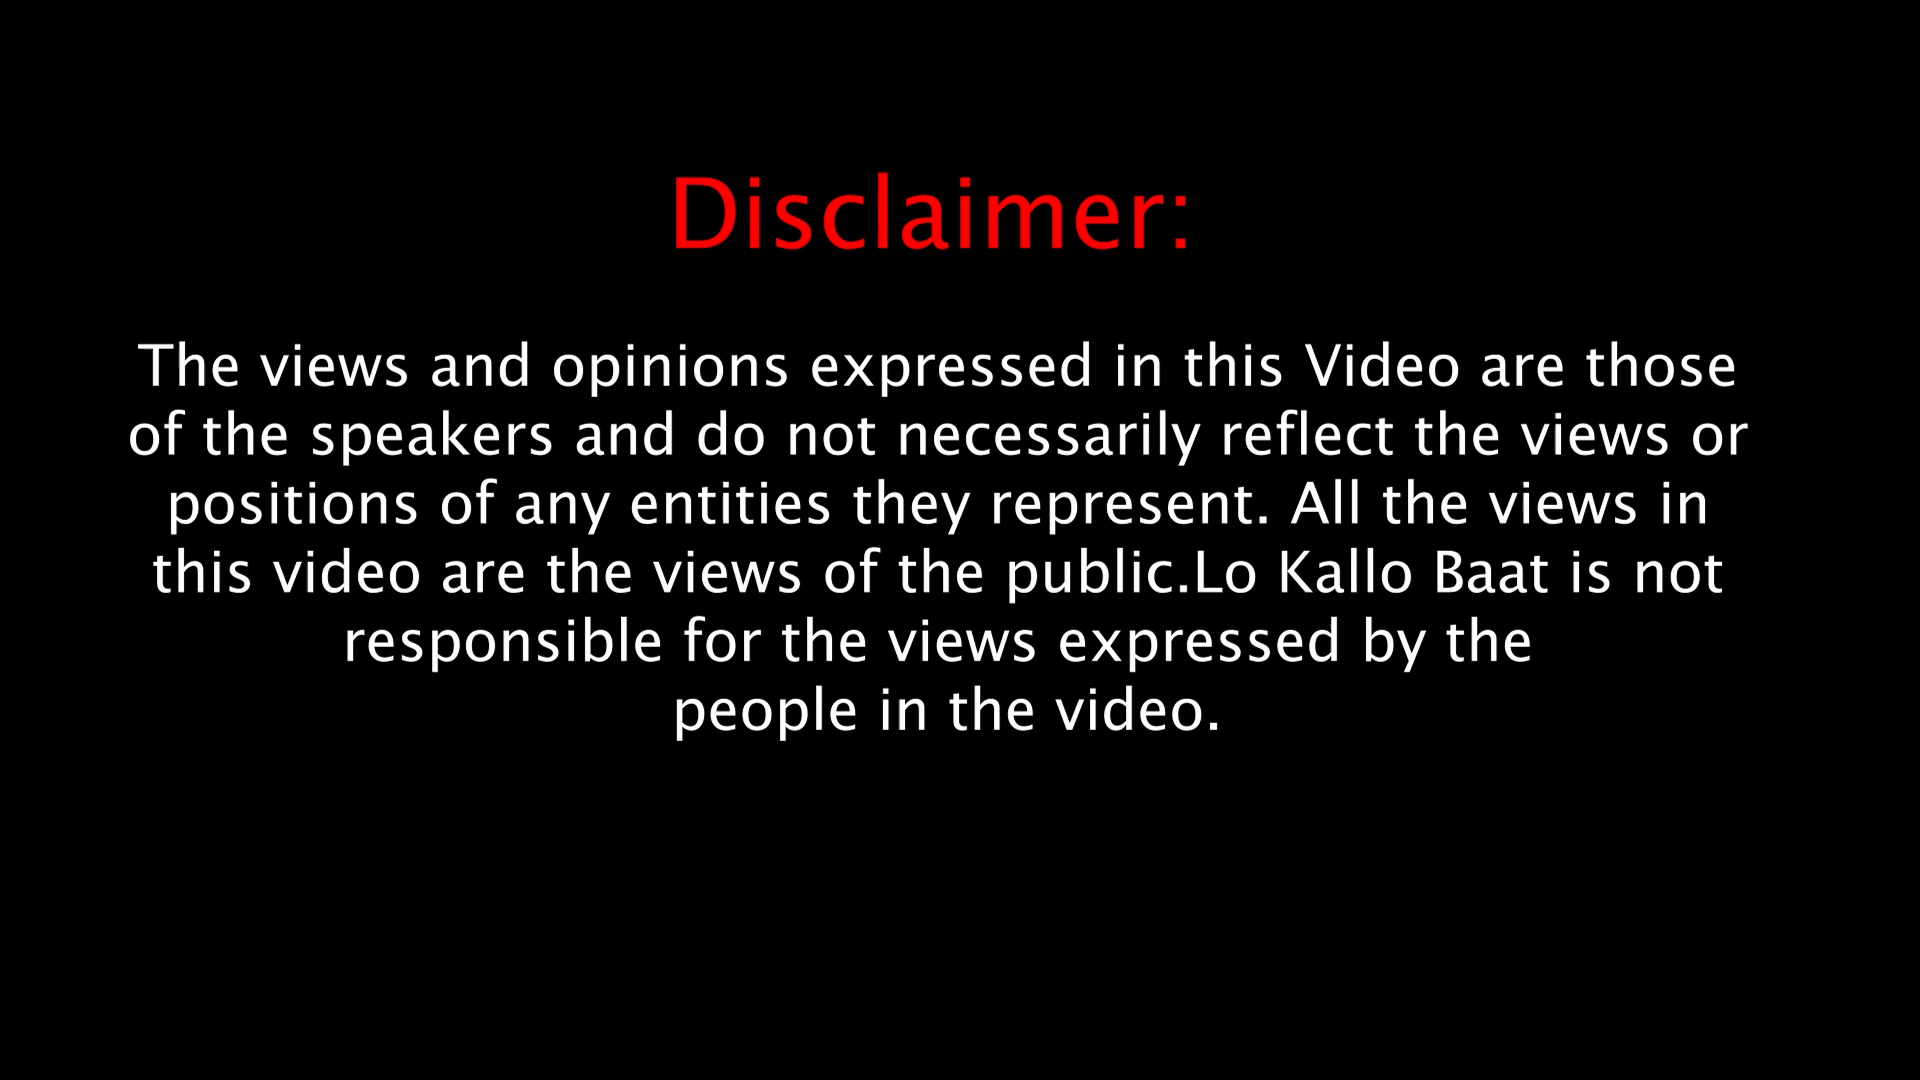 Disclaimer:
The views and opinions expressed in this Video are those
of the speakers and do not necessarily reflect the views or
positions of any entities they represent. All the views in
this video are the views of the public.Lo Kallo Baat is not
responsible for the views expressed by the
people in the video.